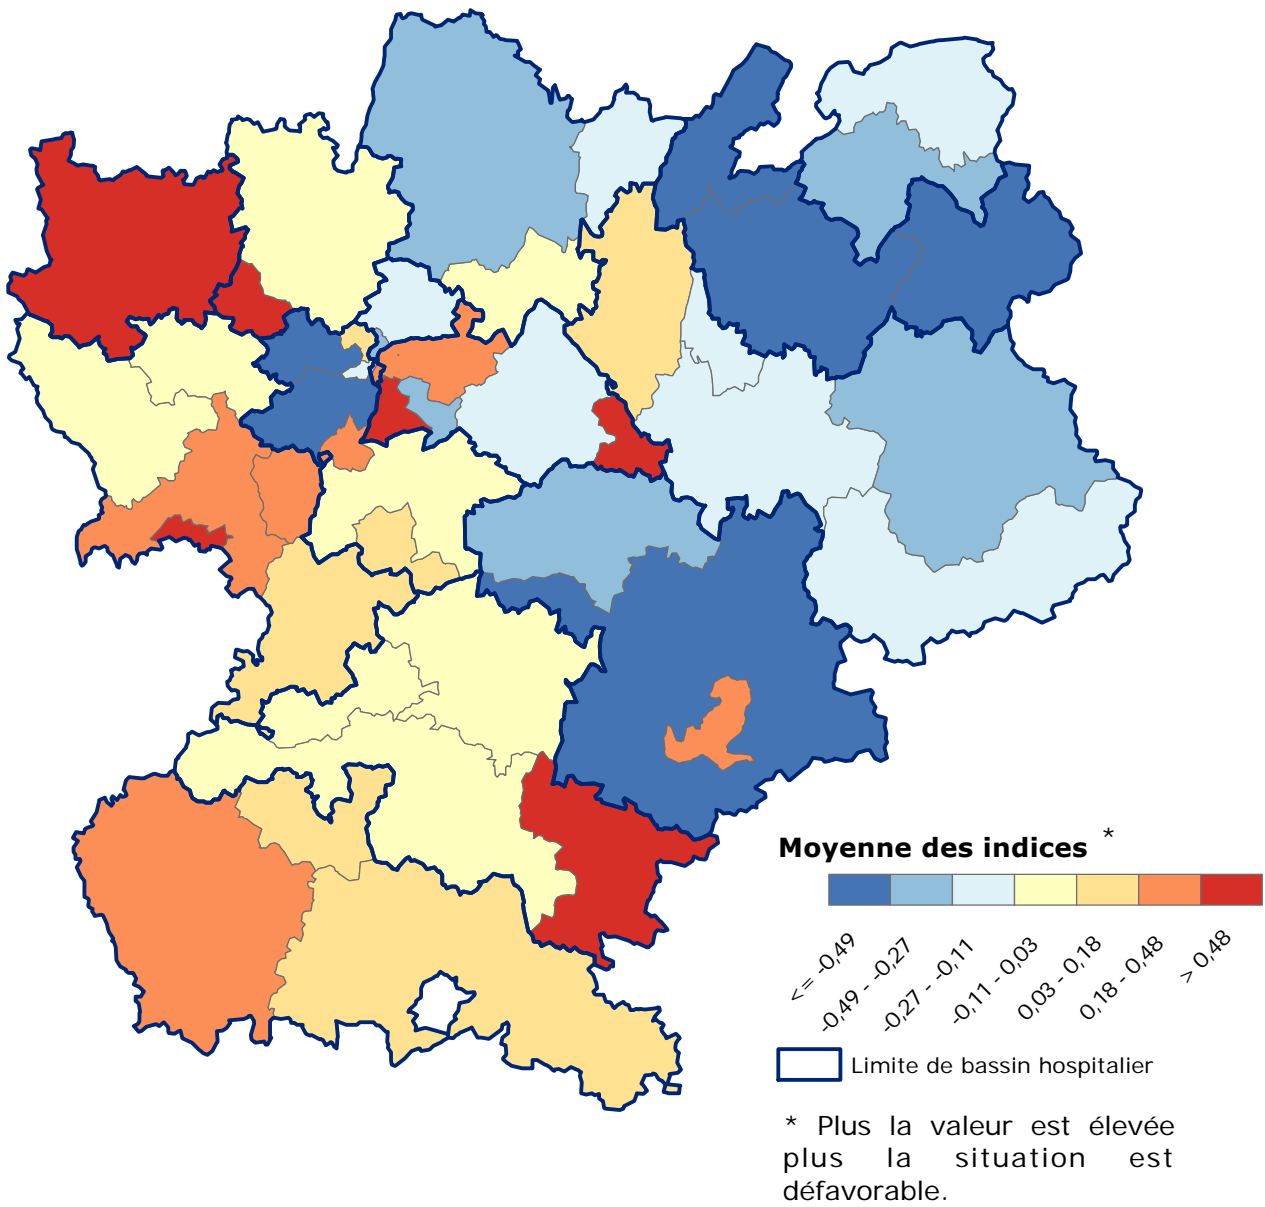 Moyenne des indices *
<= -0,49
-0,49 - -0,27
-0,27 - -0,11
-0,11 - 0,03
0,03 - 0,18
0,18 - 0,48
> 0,48
Limite de bassin hospitalier
* Plus la valeur est élevée
plus la situation est
défavorable.